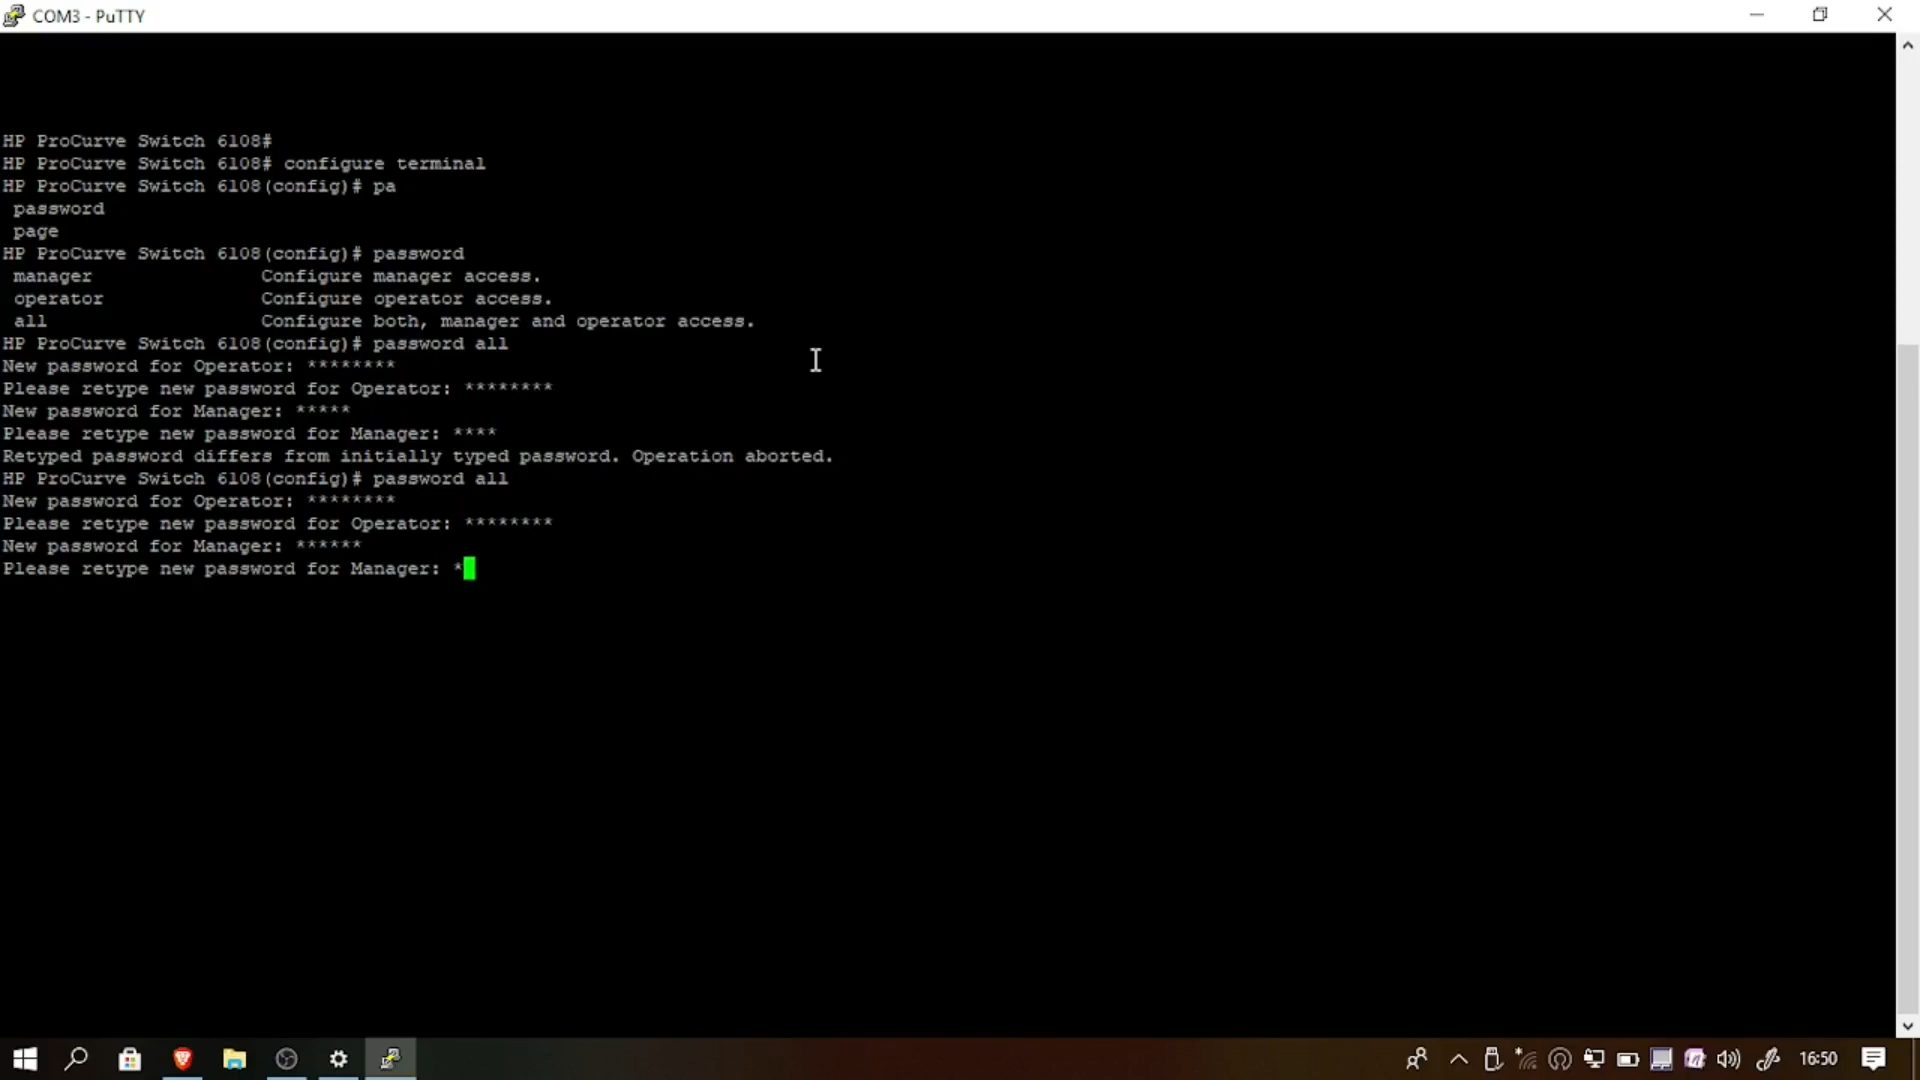 COM3 - PuTTY
HP ProCurve Switch 6108#
HP ProCurve Switch 6108# configure terminal
HP ProCurve Switch 6108(config)# pa
password
page
HP ProCurve Switch 6108(config)# password
manager Configure manager access.
operator Configure operator access.
all Configure both, manager and operator access.
HP ProCurve Switch 6108(config)# password all
New password for Operator: ********
Please retype new password for Operator: ********
New password for Manager: *****
Please retype new password for Manager: ****
Retyped password differs from initially typed password. Operation aborted.
HP ProCurve Switch 6108(config)# password all
New password for Operator: ********
Please retype new password for Operator: ********
New password for Manager: ******
Please retype new password for Manager: *
16:50